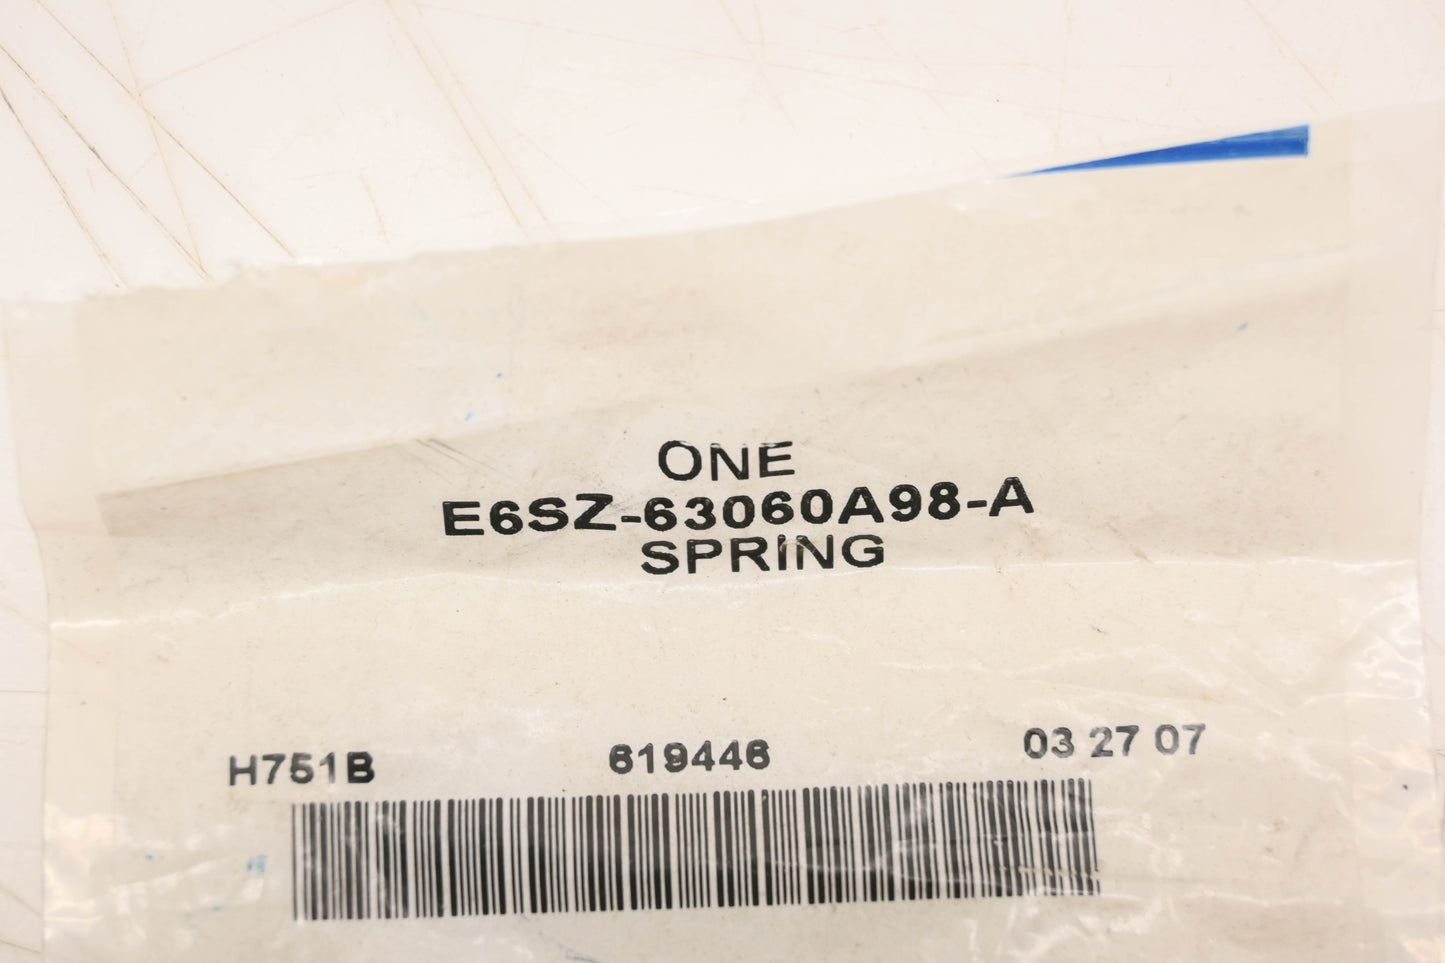 ONE
E6SZ-63060A98-A
SPRING
H751B 619446 03 27 07